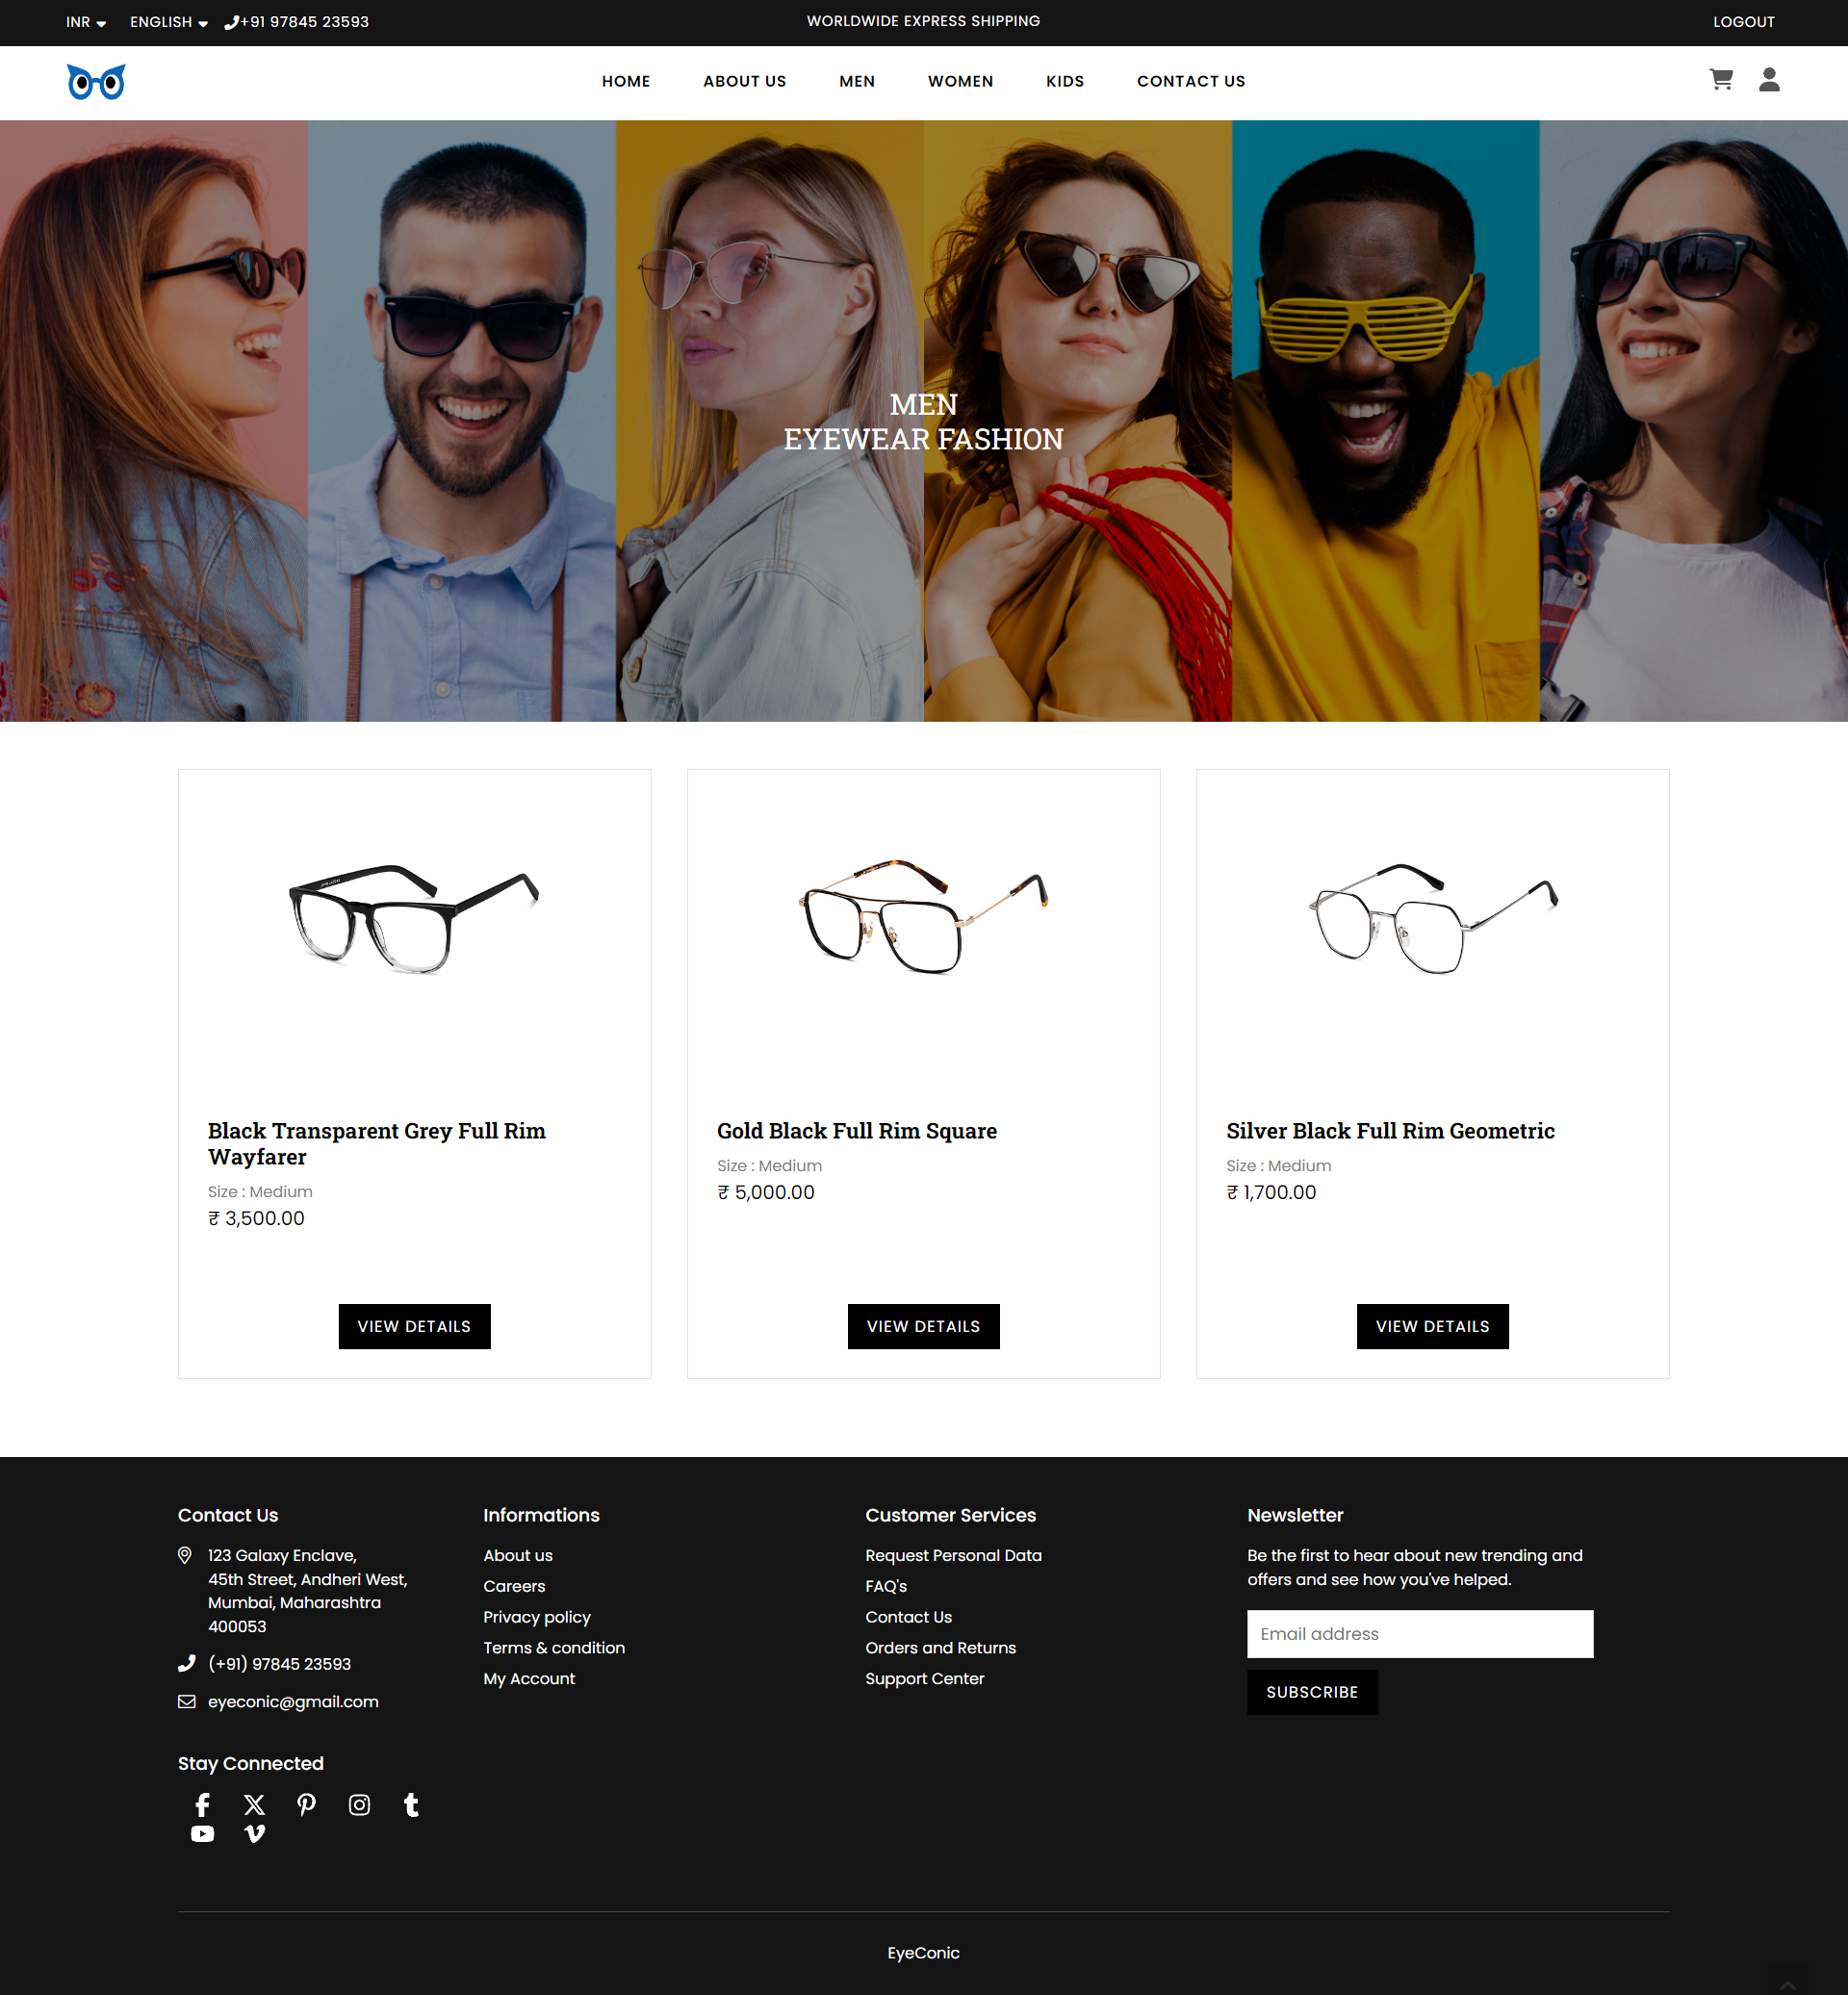 INR
ENGLISH
+91 97845 23593
WORLDWIDE EXPRESS SHIPPING
LOGOUT
HOME
ABOUT US
MEN
WOMEN
KIDS
CONTACT US
MEN
EYEWEAR FASHION
Black Transparent Grey Full Rim
Wayfarer
Size : Medium
₹ 3,500.00
VIEW DETAILS
Gold Black Full Rim Square
Size : Medium
₹ 5,000.00
VIEW DETAILS
Silver Black Full Rim Geometric
Size : Medium
₹ 1,700.00
VIEW DETAILS
Contact Us
123 Galaxy Enclave,
45th Street, Andheri West,
Mumbai, Maharashtra
400053
(+91) 97845 23593
eyeconic@gmail.com
Stay Connected
Informations
About us
Careers
Privacy policy
Terms & condition
My Account
Customer Services
Request Personal Data
FAQ's
Contact Us
Orders and Returns
Support Center
Newsletter
Be the first to hear about new trending and
offers and see how you've helped.
Email address
SUBSCRIBE
EyeConic